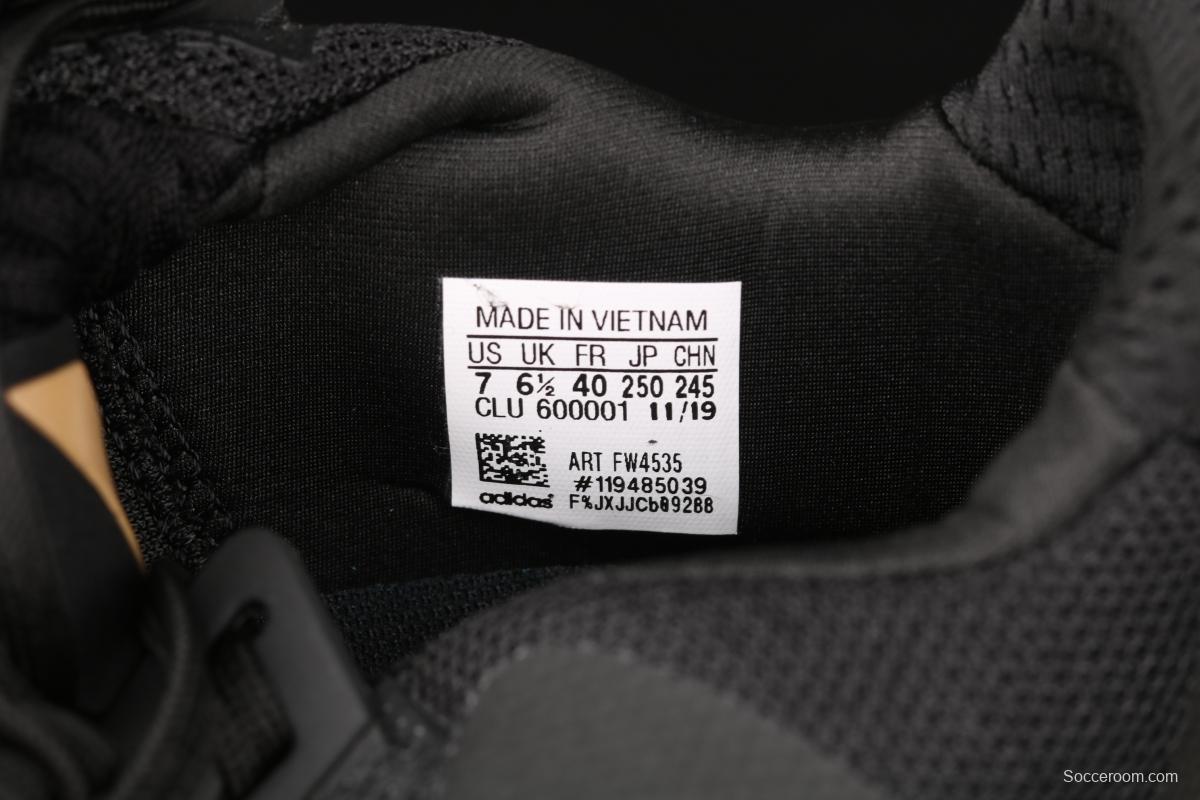 MADE IN VIETNAM
US UK FR JP CHN
7 6½ 40 250 245
CLU 600001 11/19
ART FW4535
#119485039
adidas F%JXJJCb09288
Socceroom.com